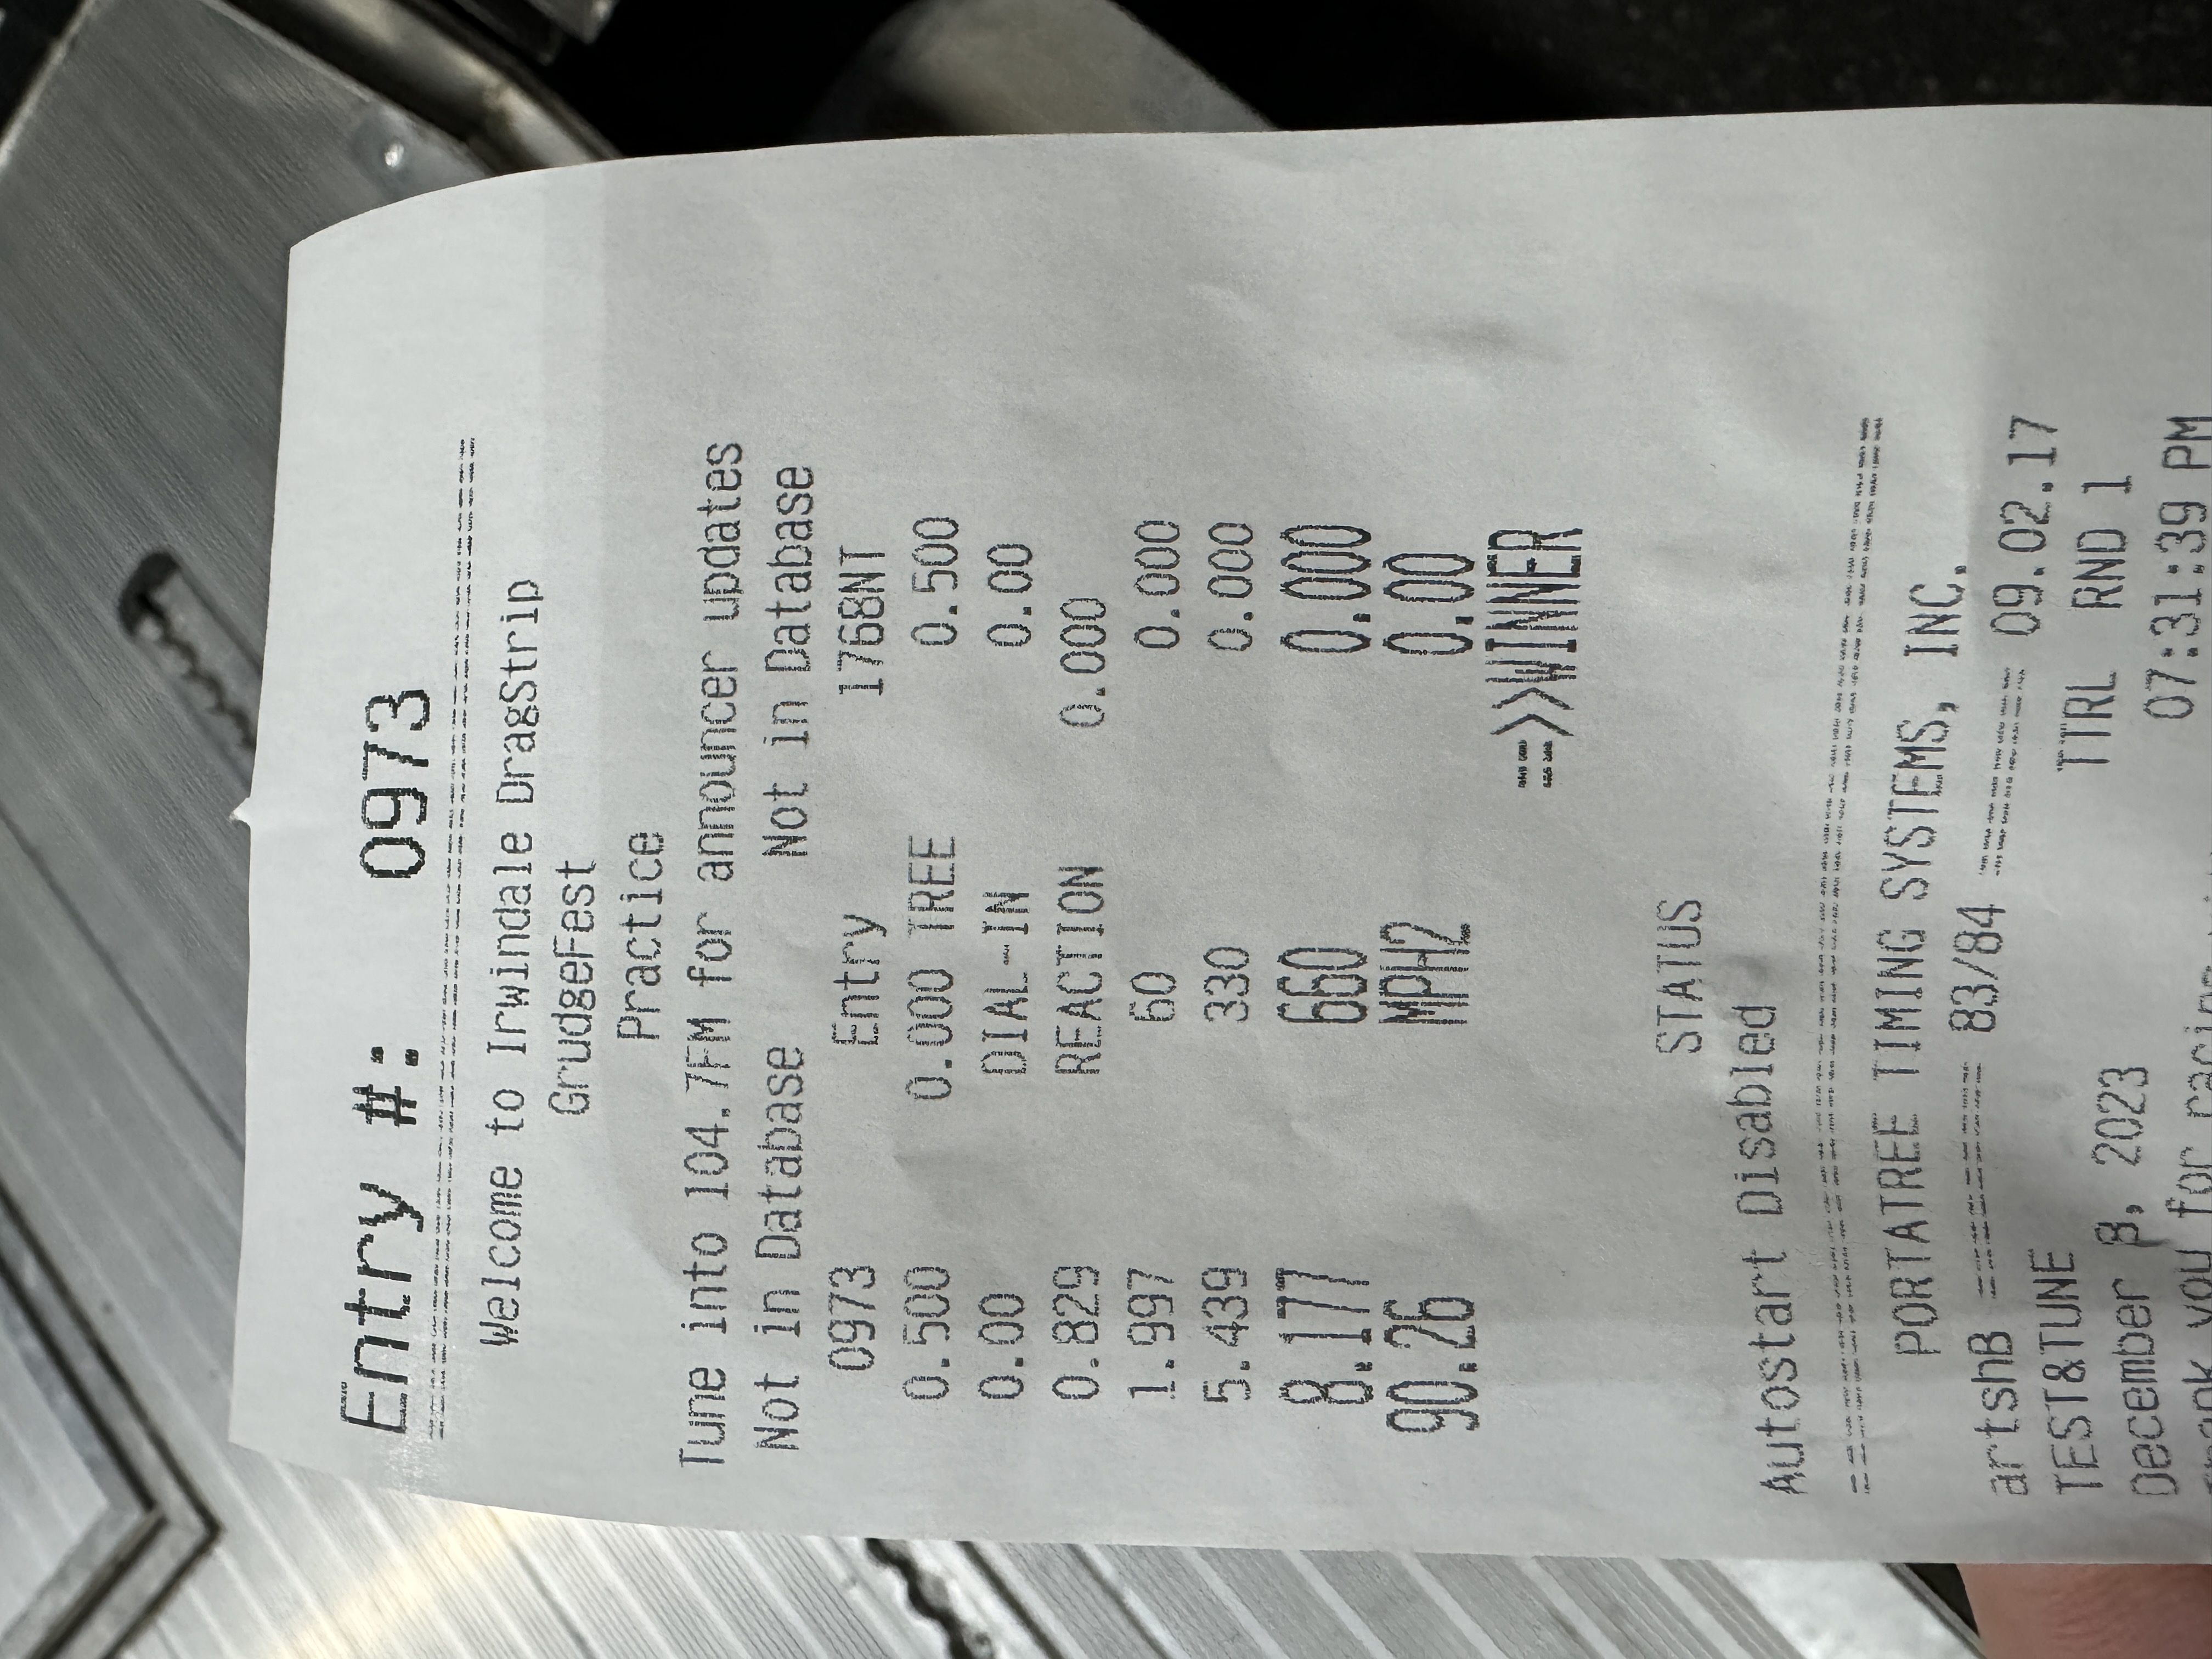 Entry #: 0973
=================================
Welcome to Irwindale DragStrip
GrudgeFest
Practice
Tune into 104.7FM for announcer updates
Not in Database Not in Database
0973 Entry 1768NT
0.500 0.000 TREE 0.500
0.00 DIAL-IN 0.00
0.829 REACTION 0.000
1.997 60 0.000
5.439 330 0.000
8.177 660 0.000
90.26 MPH2 0.00
=>>WINNER
STATUS
Autostart Disabled
=================================
PORTATREE TIMING SYSTEMS, INC.
artshB ======== 83/84 ======= 09.02.17
TEST&TUNE TTRL RND 1
December 2023 07:31:39 PM
you for racing